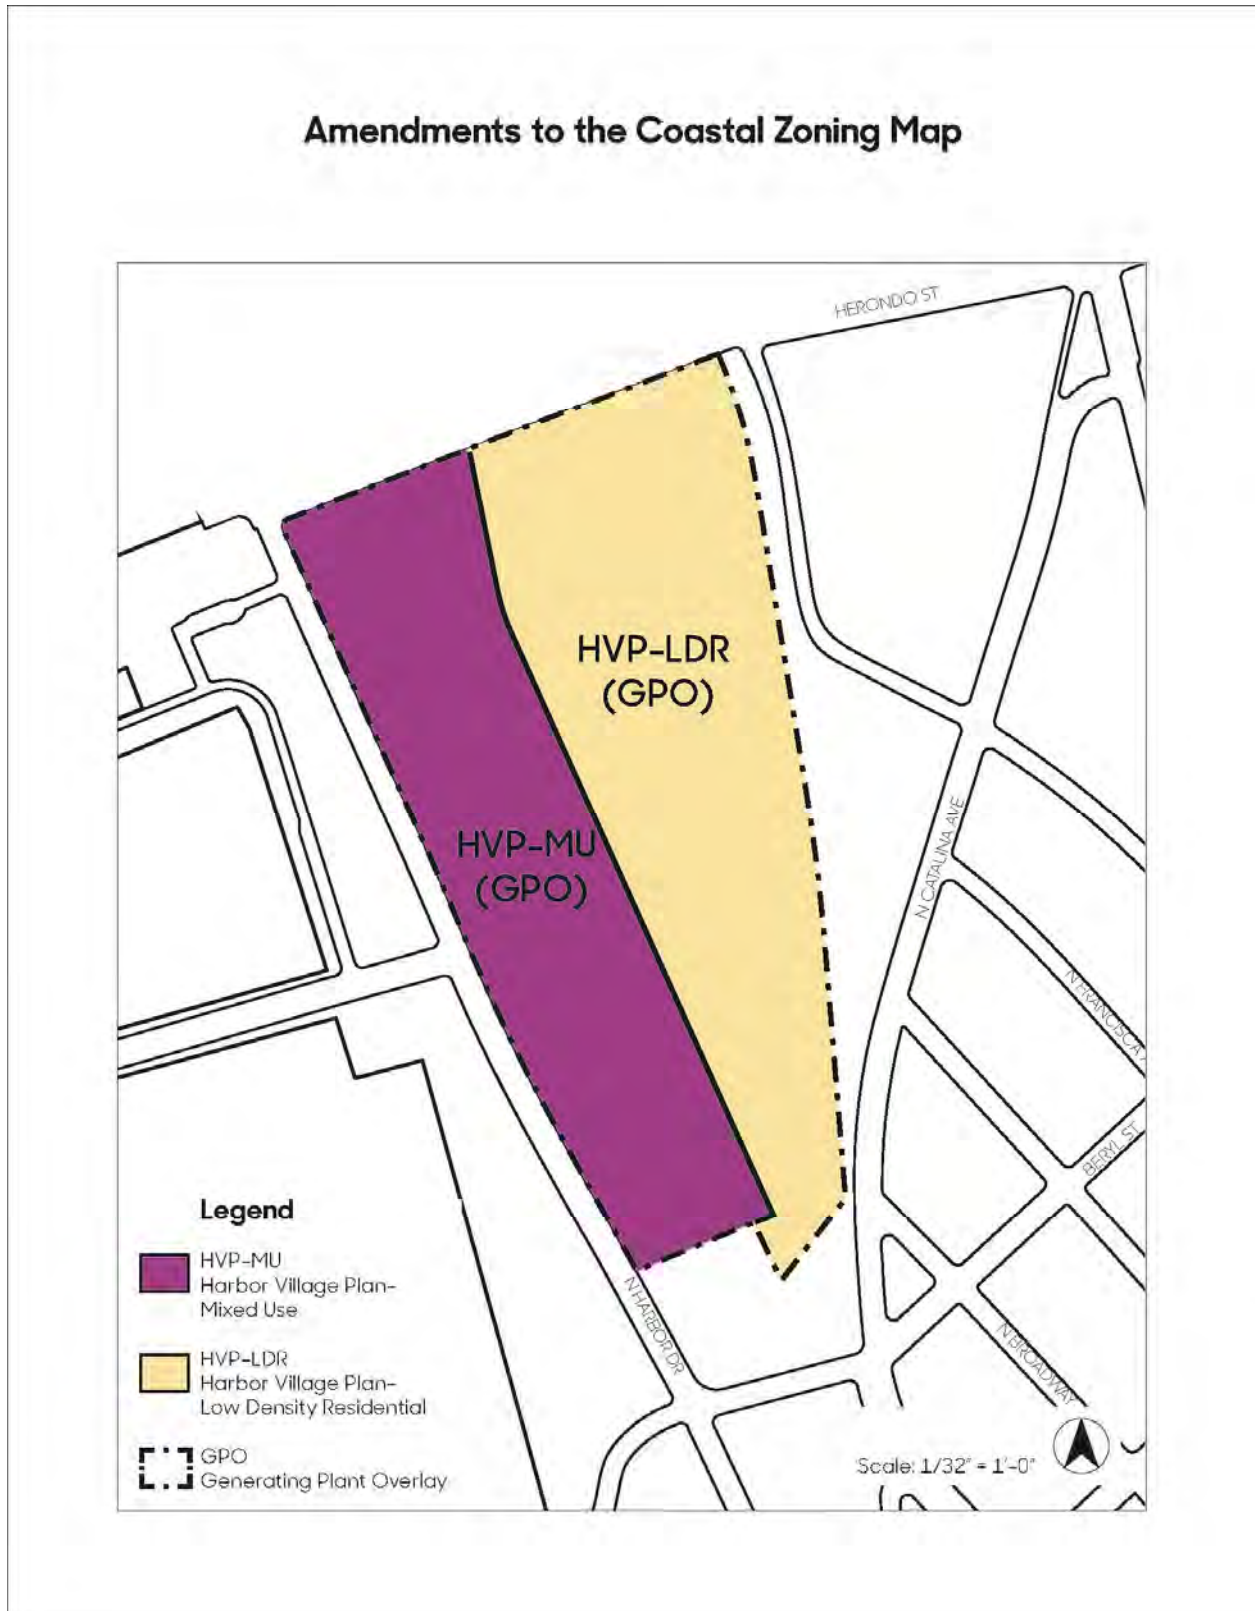 Amendments to the Coastal Zoning Map
HERONDO ST
HVP-LDR
(GPO)
HVP-MU
(GPO)
N CATALINA AVE
N FRANCISCA
BERYL ST
N HARBOR DR
N BROADWAY
Legend
HVP-MU
Harbor Village Plan-
Mixed Use
HVP-LDR
Harbor Village Plan-
Low Density Residential
GPO
Generating Plant Overlay
Scale: 1/32" = 1'-0"